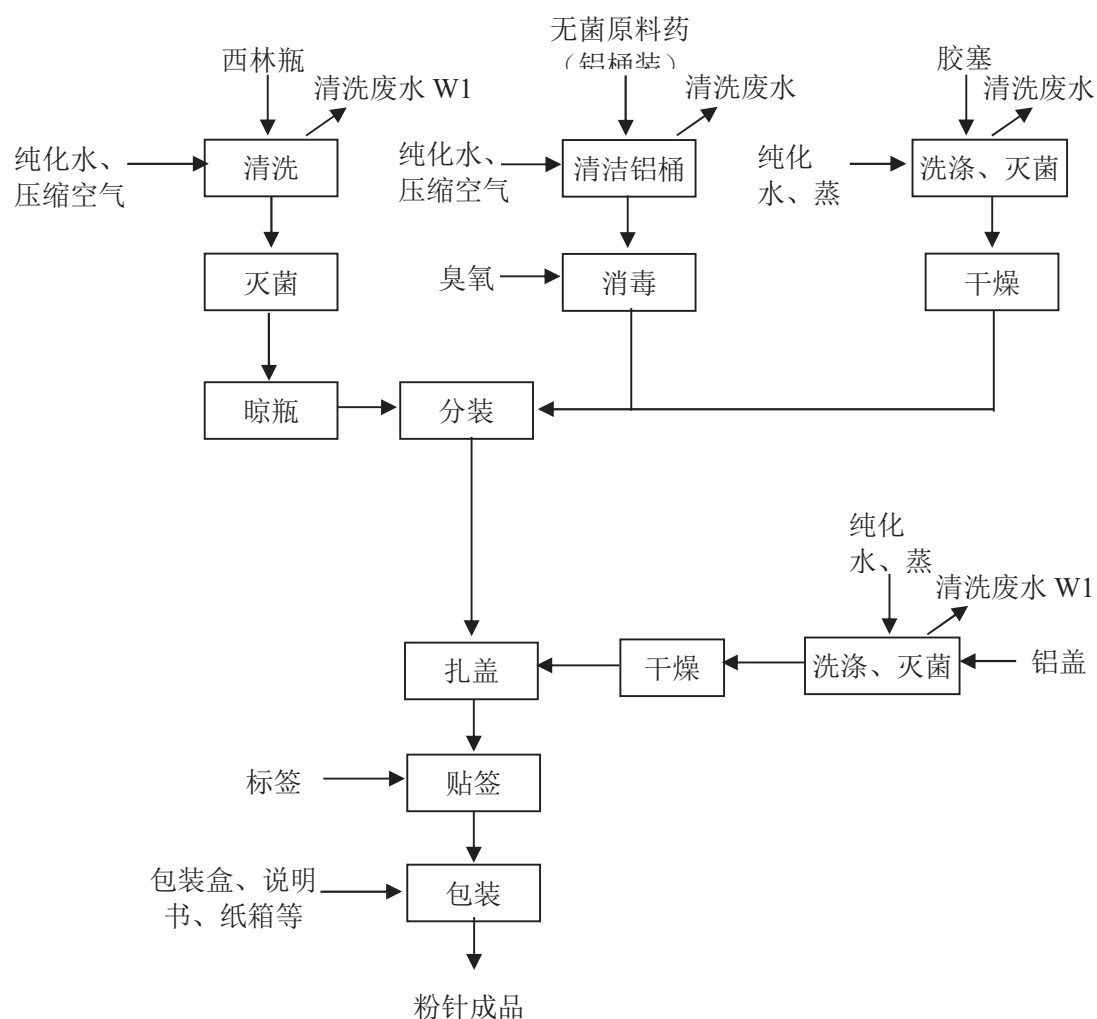 无菌原料药
（铝桶装）
西林瓶
胶塞
清洗废水 W1
清洗废水
清洗废水
纯化水、
压缩空气
清洗
纯化水、
压缩空气
清洁铝桶
纯化
水、蒸
洗涤、灭菌
灭菌
臭氧
消毒
干燥
晾瓶
分装
纯化
水、蒸
清洗废水 W1
扎盖
干燥
洗涤、灭菌
铝盖
标签
贴签
包装盒、说明
书、纸箱等
包装
粉针成品